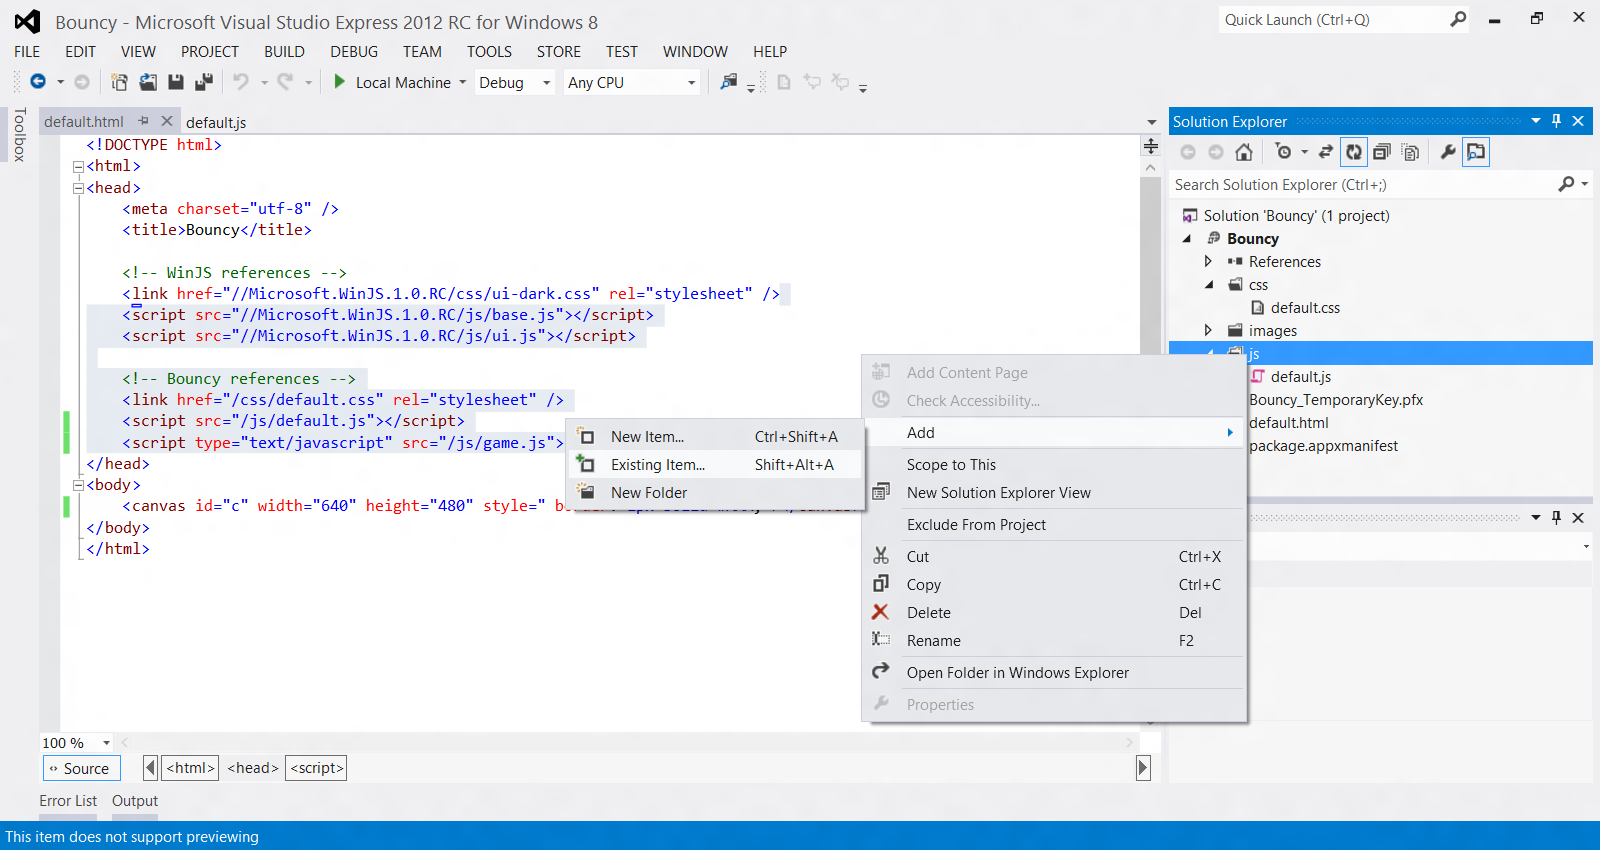 Bouncy - Microsoft Visual Studio Express 2012 RC for Windows 8
Quick Launch (Ctrl+Q)
FILE EDIT VIEW PROJECT BUILD DEBUG TEAM TOOLS STORE TEST WINDOW HELP
Local Machine Debug Any CPU
Toolbox
default.html default.js
<!DOCTYPE html>
<html>
<head>
<meta charset="utf-8" />
<title>Bouncy</title>
<!-- WinJS references -->
<link href="//Microsoft.WinJS.1.0.RC/css/ui-dark.css" rel="stylesheet" />
<script src="//Microsoft.WinJS.1.0.RC/js/base.js"></script>
<script src="//Microsoft.WinJS.1.0.RC/js/ui.js"></script>
<!-- Bouncy references -->
<link href="/css/default.css" rel="stylesheet" />
<script src="/js/default.js"></script>
<script type="text/javascript" src="/js/game.js">
</head>
<body>
<canvas id="c" width="640" height="480" style="
</body>
</html>
New Item... Ctrl+Shift+A
Existing Item... Shift+Alt+A
New Folder
Add Content Page
Check Accessibility...
Add
Scope to This
New Solution Explorer View
Exclude From Project
Cut Ctrl+X
Copy Ctrl+C
Delete Del
Rename F2
Open Folder in Windows Explorer
Properties
Solution Explorer
Search Solution Explorer (Ctrl+;)
Solution 'Bouncy' (1 project)
Bouncy
References
css
default.css
images
js
default.js
Bouncy_TemporaryKey.pfx
default.html
package.appxmanifest
100 %
Source <html> <head> <script>
Error List Output
This item does not support previewing